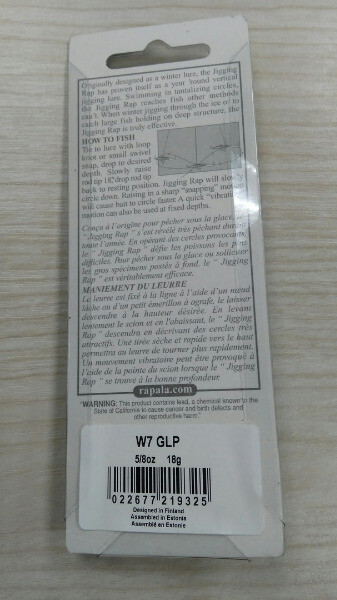 Originally designed as a winter lure, the Jigging
Rap has proven itself as a year 'round vertical
jigging lure. Swimming in tantalizing circles,
the Jigging Rap reaches fish other methods
can't. When winter jigging through the ice or to
catch large fish holding on deep structure, the
Jigging Rap is truly effective.
HOW TO FISH
Tie to lure with loop
knot or small swivel
snap, drop to desired
depth. Slowly raise
rod tip 18", drop rod tip
back to resting position. Jigging Rap will slowly
circle down. Raising in a sharp "snapping" motion
will cause bait to circle faster. A quick "vibrating"
motion can also be used at fixed depths.
Conçu à l'origine pour pêcher sous la glace, le
" Jigging Rap " s'est révélé très pêchant durant
toute l'année. En opérant des cercles provocants,
le " Jigging Rap " défie les poissons les plus
difficiles. Pour pêcher sous la glace ou solliciter
les gros spécimens postés à fond, le " Jigging
Rap " est véritablement efficace.
MANIEMENT DU LEURRE
Le leurre est fixé à la ligne à l'aide d'un nœud
lâche ou d'un petit émerillon à agrafe, le laisser
descendre à la hauteur désirée. En levant
lentement le scion et en l'abaissant, le " Jigging
Rap " descendra en décrivant des cercles très
attractifs. Une tirée sèche et rapide vers le haut
permettra au leurre de tourner plus rapidement.
Un mouvement vibratoire peut être provoqué à
l'aide de la pointe du scion lorsque le " Jigging
Rap " se trouve à la bonne profondeur.
rapala.com
"WARNING: This product contains lead, a chemical known to the
State of California to cause cancer and birth defects and
other reproductive harm."
W7 GLP
5/8oz 18g
022677 219325
Designed in Finland
Assembled in Estonia
Assemblé en Estonie